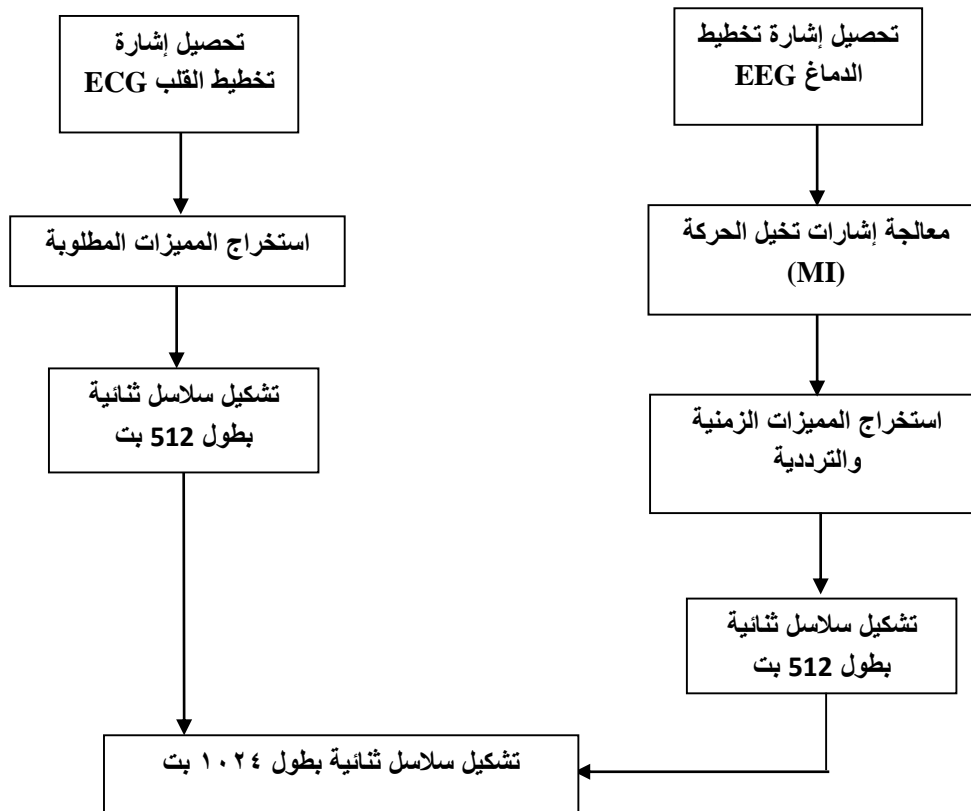 تحصيل إشارة تخطيط
الدماغ EEG
معالجة إشارات تخيل الحركة
(MI)
استخراج المميزات الزمنية
والترددية
تشكيل سلاسل ثنائية
بطول 512 بت
تحصيل إشارة
تخطيط القلب ECG
استخراج المميزات المطلوبة
تشكيل سلاسل ثنائية
بطول 512 بت
تشكيل سلاسل ثنائية بطول ١٠٢٤ بت